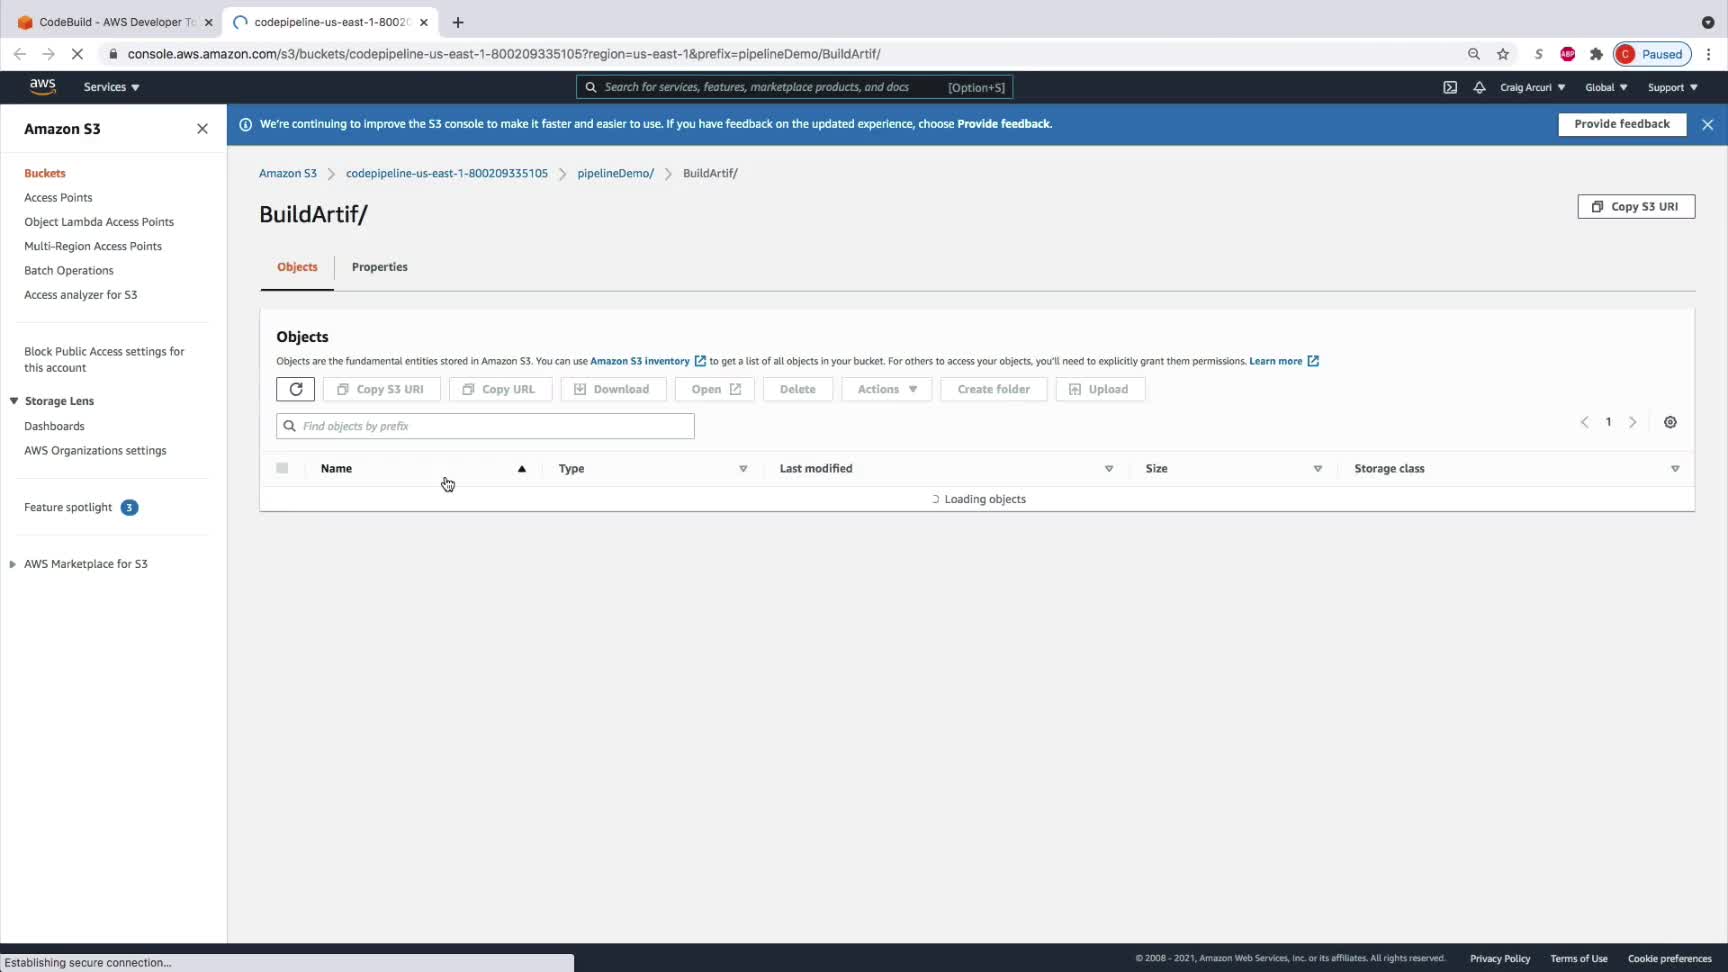 CodeBuild - AWS Developer To
codepipeline-us-east-1-80020
console.aws.amazon.com/s3/buckets/codepipeline-us-east-1-800209335105?region=us-east-1&prefix=pipelineDemo/BuildArtif/
S
ABP
C
Paused
aws
Services
Search for services, features, marketplace products, and docs
[Option+S]
Craig Arcuri
Global
Support
Amazon S3
We're continuing to improve the S3 console to make it faster and easier to use. If you have feedback on the updated experience, choose Provide feedback.
Provide feedback
Buckets
Access Points
Object Lambda Access Points
Multi-Region Access Points
Batch Operations
Access analyzer for S3
Block Public Access settings for
this account
Storage Lens
Dashboards
AWS Organizations settings
Feature spotlight 3
AWS Marketplace for S3
Amazon S3
codepipeline-us-east-1-800209335105
pipelineDemo/
BuildArtif/
BuildArtif/
Copy S3 URI
Objects
Properties
Objects
Objects are the fundamental entities stored in Amazon S3. You can use Amazon S3 inventory to get a list of all objects in your bucket. For others to access your objects, you'll need to explicitly grant them permissions. Learn more
Copy S3 URI
Copy URL
Download
Open
Delete
Actions
Create folder
Upload
Find objects by prefix
1
Name
Type
Last modified
Size
Storage class
Loading objects
Establishing secure connection...
© 2008 - 2021, Amazon Web Services, Inc. or its affiliates. All rights reserved.
Privacy Policy
Terms of Use
Cookie preferences